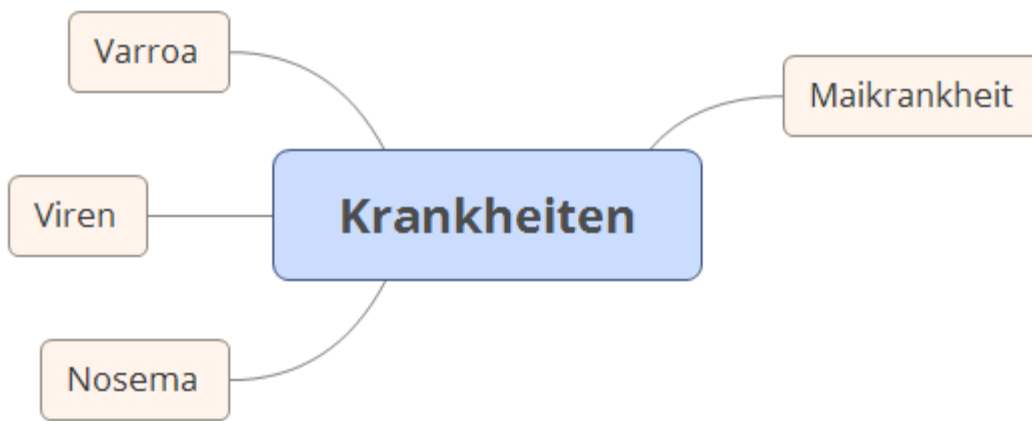 Varroa
Maikrankheit
Krankheiten
Viren
Nosema